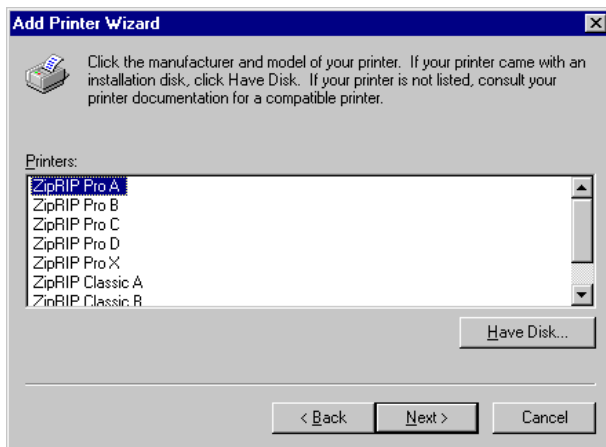 Add Printer Wizard
Click the manufacturer and model of your printer. If your printer came with an
installation disk, click Have Disk. If your printer is not listed, consult your
printer documentation for a compatible printer.
Printers:
ZipRIP Pro A
ZipRIP Pro B
ZipRIP Pro C
ZipRIP Pro D
ZipRIP Pro X
ZipRIP Classic A
ZipRIP Classic B
Have Disk...
< Back Next > Cancel